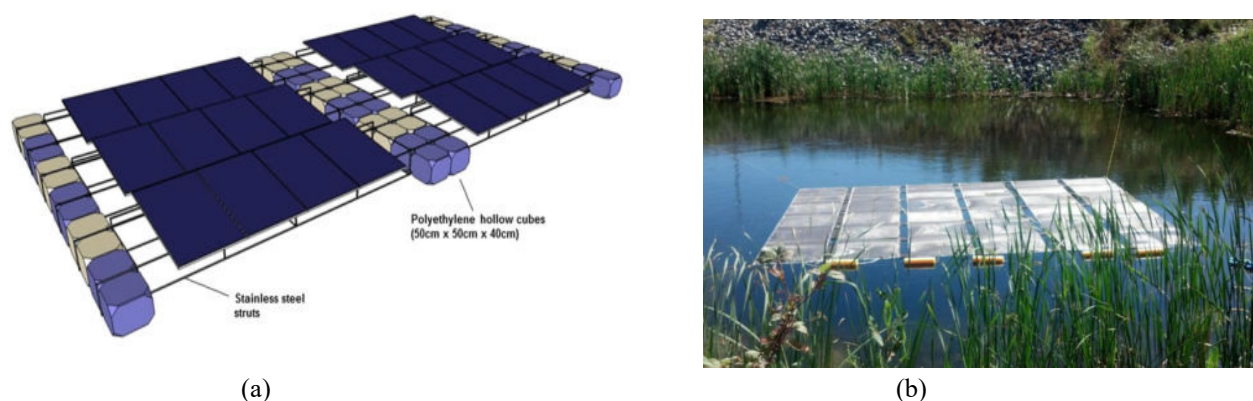 Polyethylene hollow cubes
(50cm x 50cm x 40cm)
Stainless steel
struts
(a)
(b)